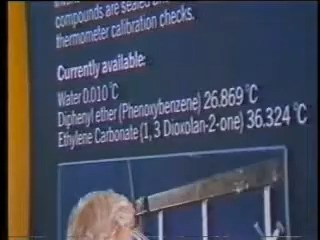 compounds are sealed
thermometer calibration checks.
Currently available:
Water 0.010 °C
Diphenyl ether (Phenoxybenzene) 26.869 °C
Ethylene Carbonate (1, 3 Dioxolan-2-one) 36.324 °C